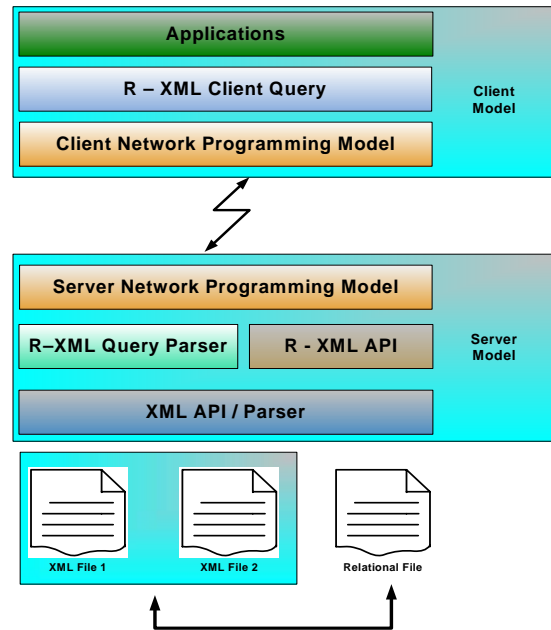 Applications
R – XML Client Query
Client Network Programming Model
Client
Model
Server Network Programming Model
R–XML Query Parser
R - XML API
XML API / Parser
Server
Model
XML File 1
XML File 2
Relational File